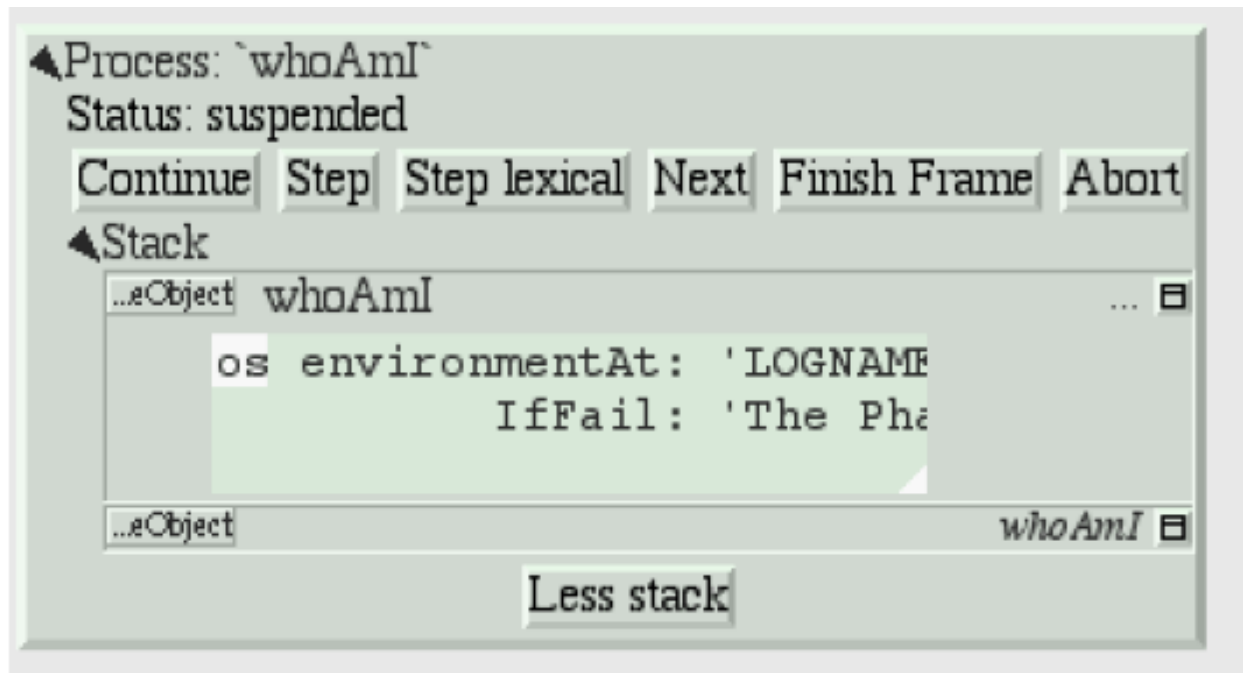 Process: `whoAmI`
Status: suspended
Continue Step Step lexical Next Finish Frame Abort
Stack
...eObject whoAmI ...
os environmentAt: 'LOGNAME
IfFail: 'The Pha
...eObject whoAmI
Less stack